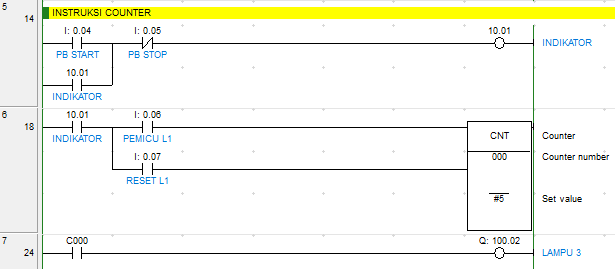 5
14
INSTRUKSI COUNTER
I: 0.04
I: 0.05
10.01
PB START
PB STOP
INDIKATOR
10.01
INDIKATOR
6
18
10.01
I: 0.06
INDIKATOR
PEMICU L1
CNT
Counter
I: 0.07
000
Counter number
RESET L1
#5
Set value
7
24
C000
Q: 100.02
LAMPU 3